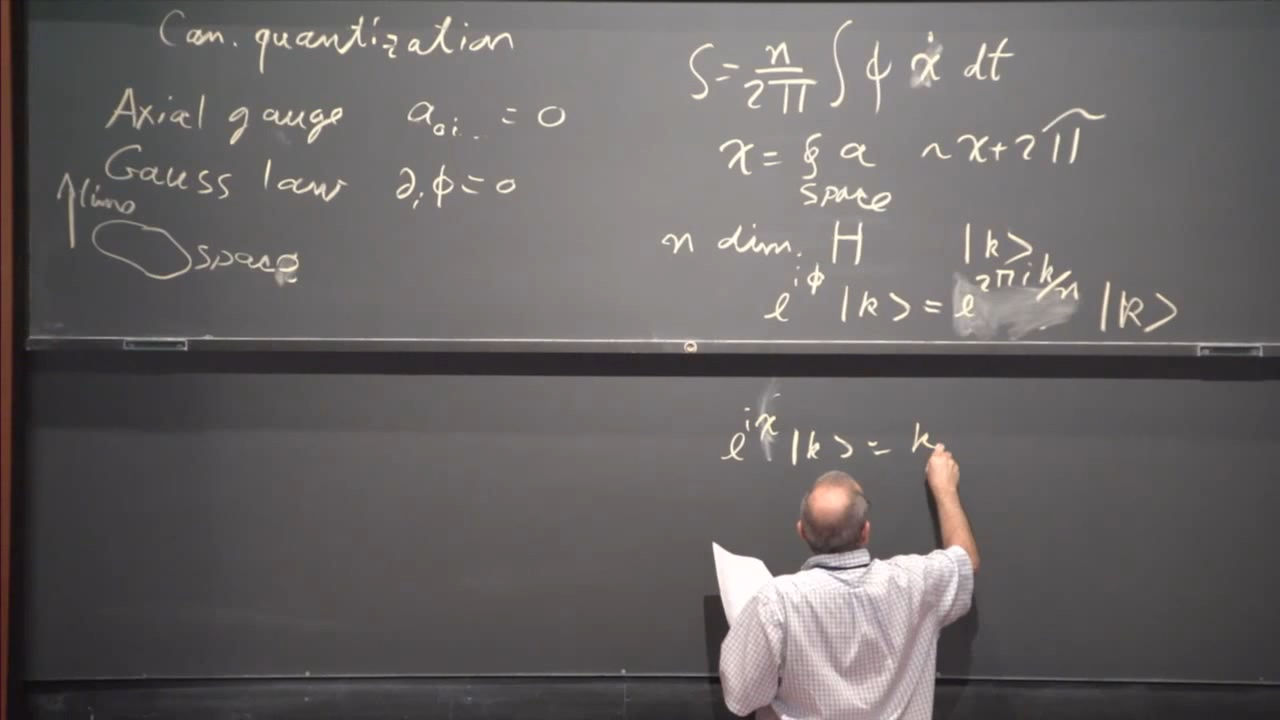 Can. quantization
Axial gauge a₀ᵢ = 0
Gauss law ∂ᵢ ϕ = 0
time
space
S = n/2π ∫ ϕ ẋ dt
x = ∮ a ~ x + 2π
space
n dim. H |k>
e^{iϕ} |k> = e^{2πik/n} |k>
e^{ix} |k> = k